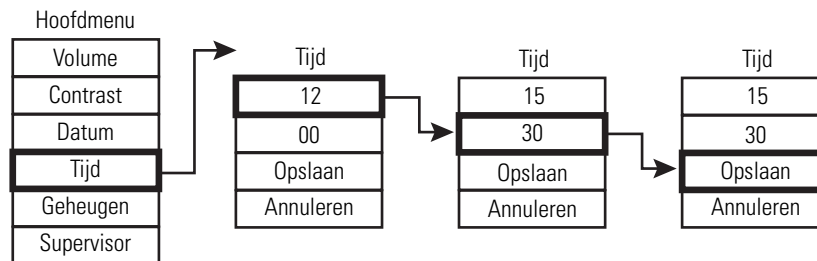 Hoofdmenu
Volume
Contrast
Datum
Tijd
Geheugen
Supervisor
Tijd
12
00
Opslaan
Annuleren
Tijd
15
30
Opslaan
Annuleren
Tijd
15
30
Opslaan
Annuleren